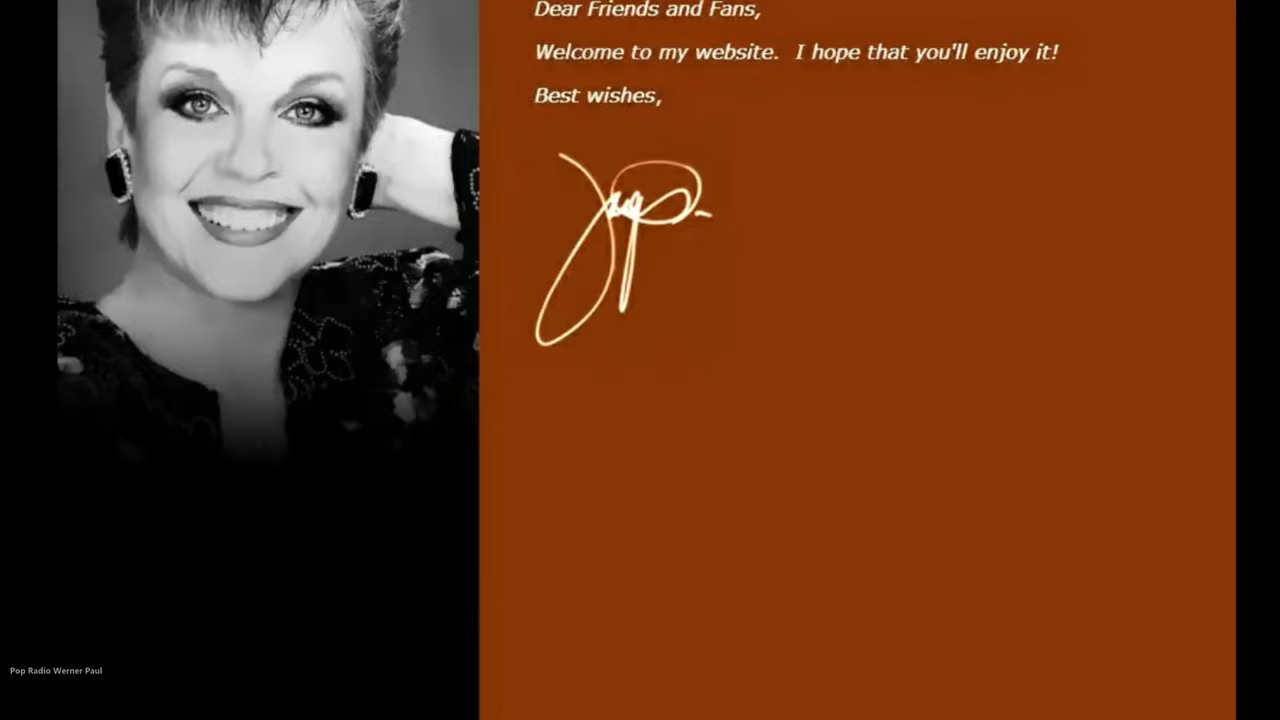 Dear Friends and Fans,
Welcome to my website.  I hope that you'll enjoy it!
Best wishes,
Pop Radio Werner Paul